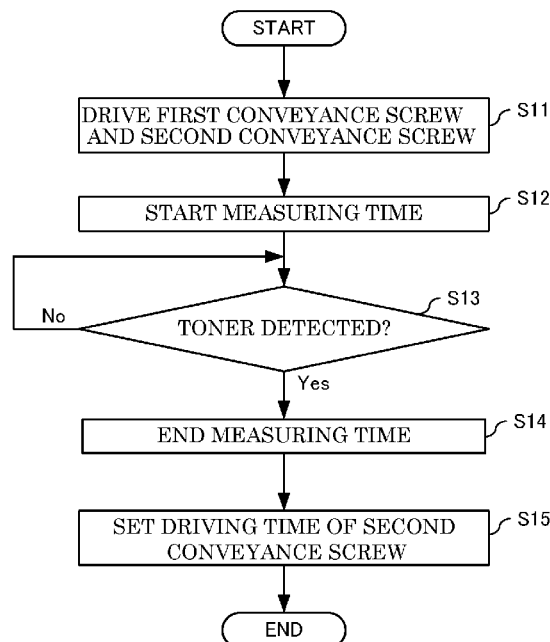 START
DRIVE FIRST CONVEYANCE SCREW
AND SECOND CONVEYANCE SCREW
S11
START MEASURING TIME
S12
TONER DETECTED?
S13
No
Yes
END MEASURING TIME
S14
SET DRIVING TIME OF SECOND
CONVEYANCE SCREW
S15
END